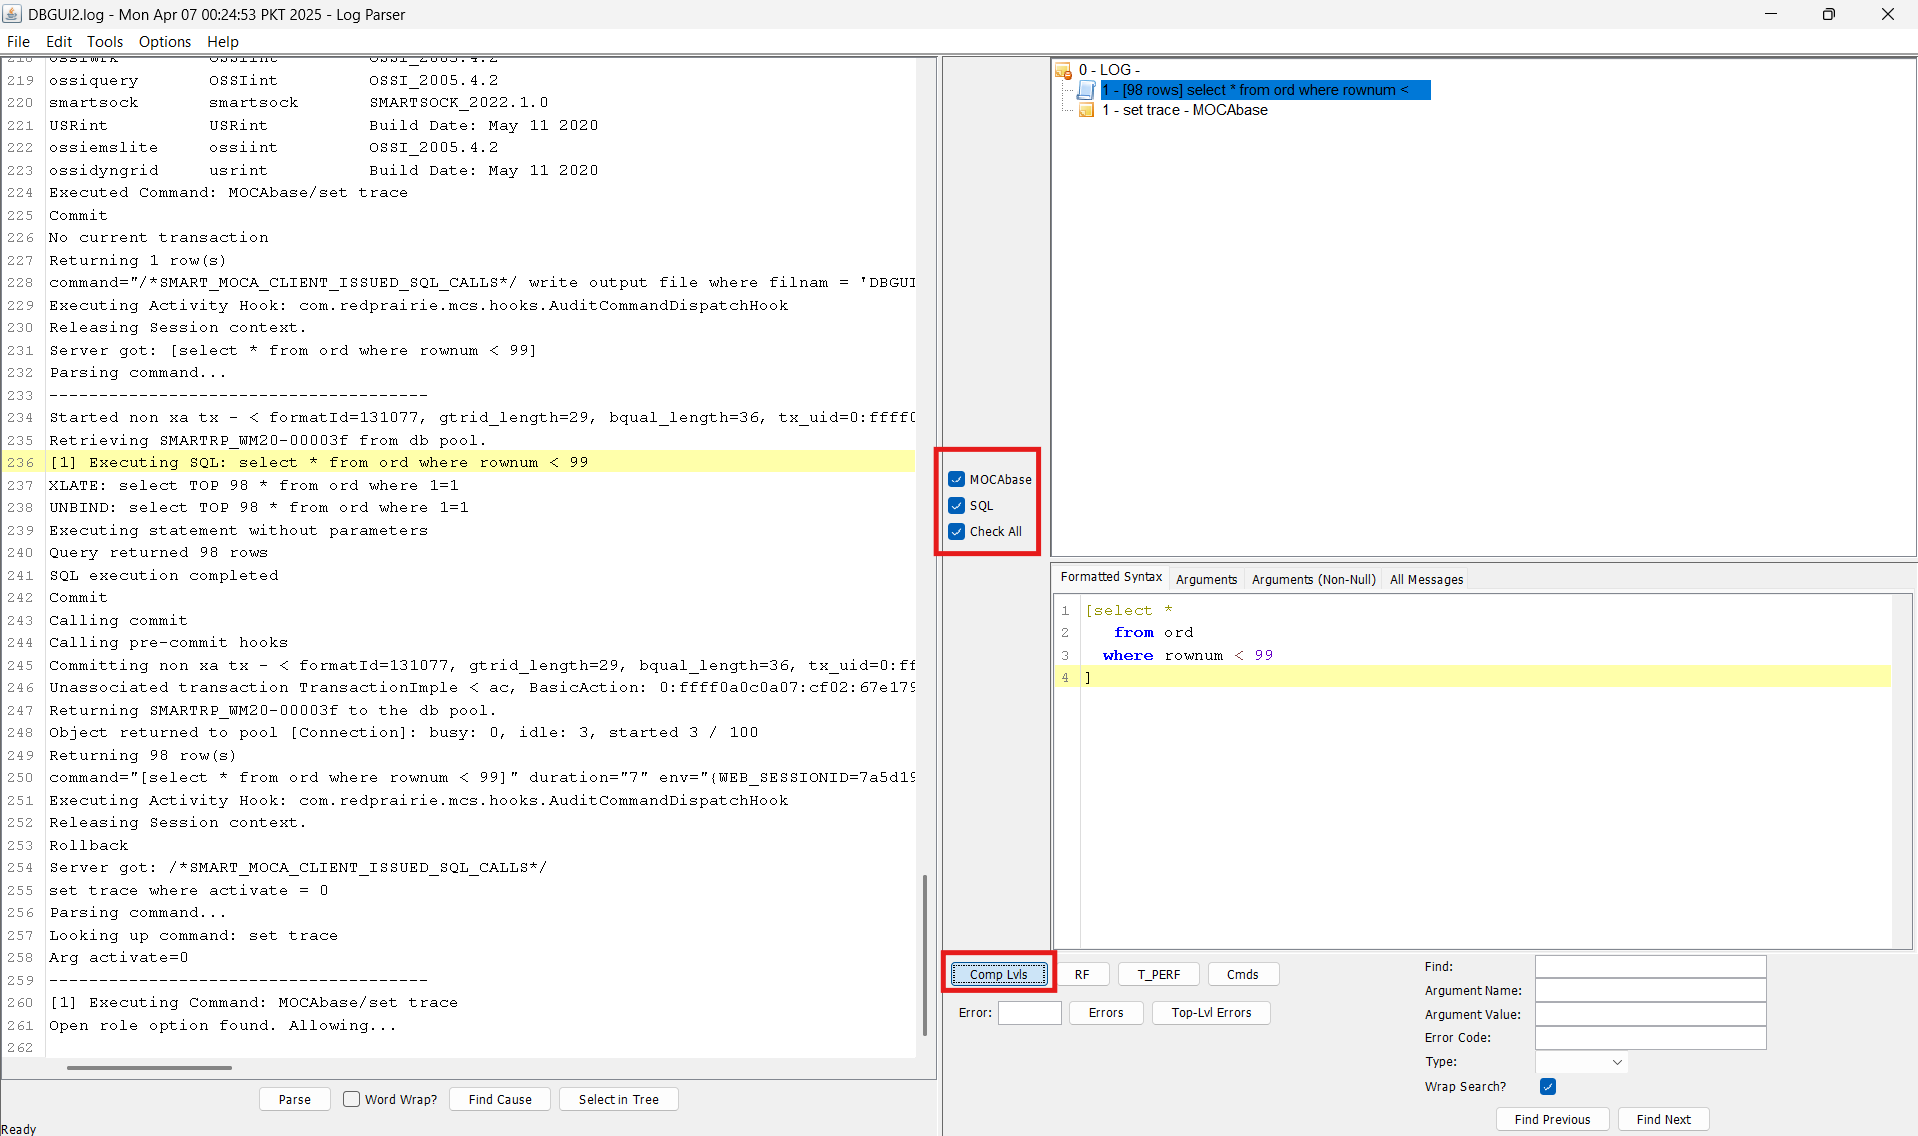 DBGUI2.log - Mon Apr 07 00:24:53 PKT 2025 - Log Parser
File Edit Tools Options Help
218 ossiwrk OSSIint OSSI_2005.4.2
219 ossiquery OSSIint OSSI_2005.4.2
220 smartsock smartsock SMARTSOCK_2022.1.0
221 USRint USRint Build Date: May 11 2020
222 ossiemslite ossiint OSSI_2005.4.2
223 ossidyngrid usrint Build Date: May 11 2020
224 Executed Command: MOCAbase/set trace
225 Commit
226 No current transaction
227 Returning 1 row(s)
228 command="/*SMART_MOCA_CLIENT_ISSUED_SQL_CALLS*/ write output file where filnam = 'DBGUI
229 Executing Activity Hook: com.redprairie.mcs.hooks.AuditCommandDispatchHook
230 Releasing Session context.
231 Server got: [select * from ord where rownum < 99]
232 Parsing command...
233 --------------------------------------
234 Started non xa tx - < formatId=131077, gtrid_length=29, bqual_length=36, tx_uid=0:ffff0
235 Retrieving SMARTRP_WM20-00003f from db pool.
236 [1] Executing SQL: select * from ord where rownum < 99
237 XLATE: select TOP 98 * from ord where 1=1
238 UNBIND: select TOP 98 * from ord where 1=1
239 Executing statement without parameters
240 Query returned 98 rows
241 SQL execution completed
242 Commit
243 Calling commit
244 Calling pre-commit hooks
245 Committing non xa tx - < formatId=131077, gtrid_length=29, bqual_length=36, tx_uid=0:ff
246 Unassociated transaction TransactionImple < ac, BasicAction: 0:ffff0a0c0a07:cf02:67e179
247 Returning SMARTRP_WM20-00003f to the db pool.
248 Object returned to pool [Connection]: busy: 0, idle: 3, started 3 / 100
249 Returning 98 row(s)
250 command="[select * from ord where rownum < 99]" duration="7" env="{WEB_SESSIONID=7a5d19
251 Executing Activity Hook: com.redprairie.mcs.hooks.AuditCommandDispatchHook
252 Releasing Session context.
253 Rollback
254 Server got: /*SMART_MOCA_CLIENT_ISSUED_SQL_CALLS*/
255 set trace where activate = 0
256 Parsing command...
257 Looking up command: set trace
258 Arg activate=0
259 --------------------------------------
260 [1] Executing Command: MOCAbase/set trace
261 Open role option found. Allowing...
262
Parse Word Wrap? Find Cause Select in Tree
Ready
MOCAbase
SQL
Check All
0 - LOG -
1 - [98 rows] select * from ord where rownum <
1 - set trace - MOCAbase
Formatted Syntax Arguments Arguments (Non-Null) All Messages
1 [select *
2 from ord
3 where rownum < 99
4 ]
Comp Lvls RF T_PERF Cmds
Error: Errors Top-Lvl Errors
Find:
Argument Name:
Argument Value:
Error Code:
Type:
Wrap Search?
Find Previous Find Next